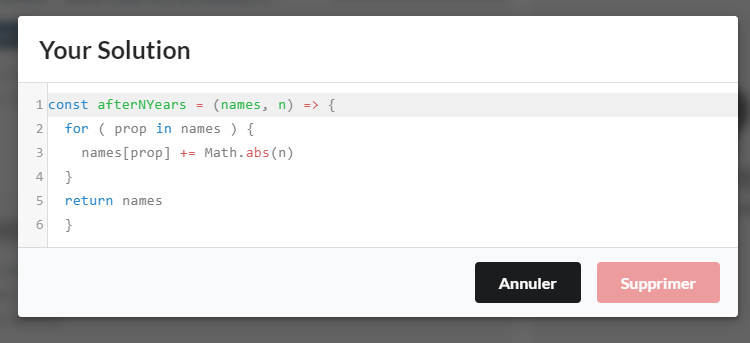 Your Solution
1 const afterNYears = (names, n) => {
2 for ( prop in names ) {
3 names[prop] += Math.abs(n)
4 }
5 return names
6 }
Annuler Supprimer